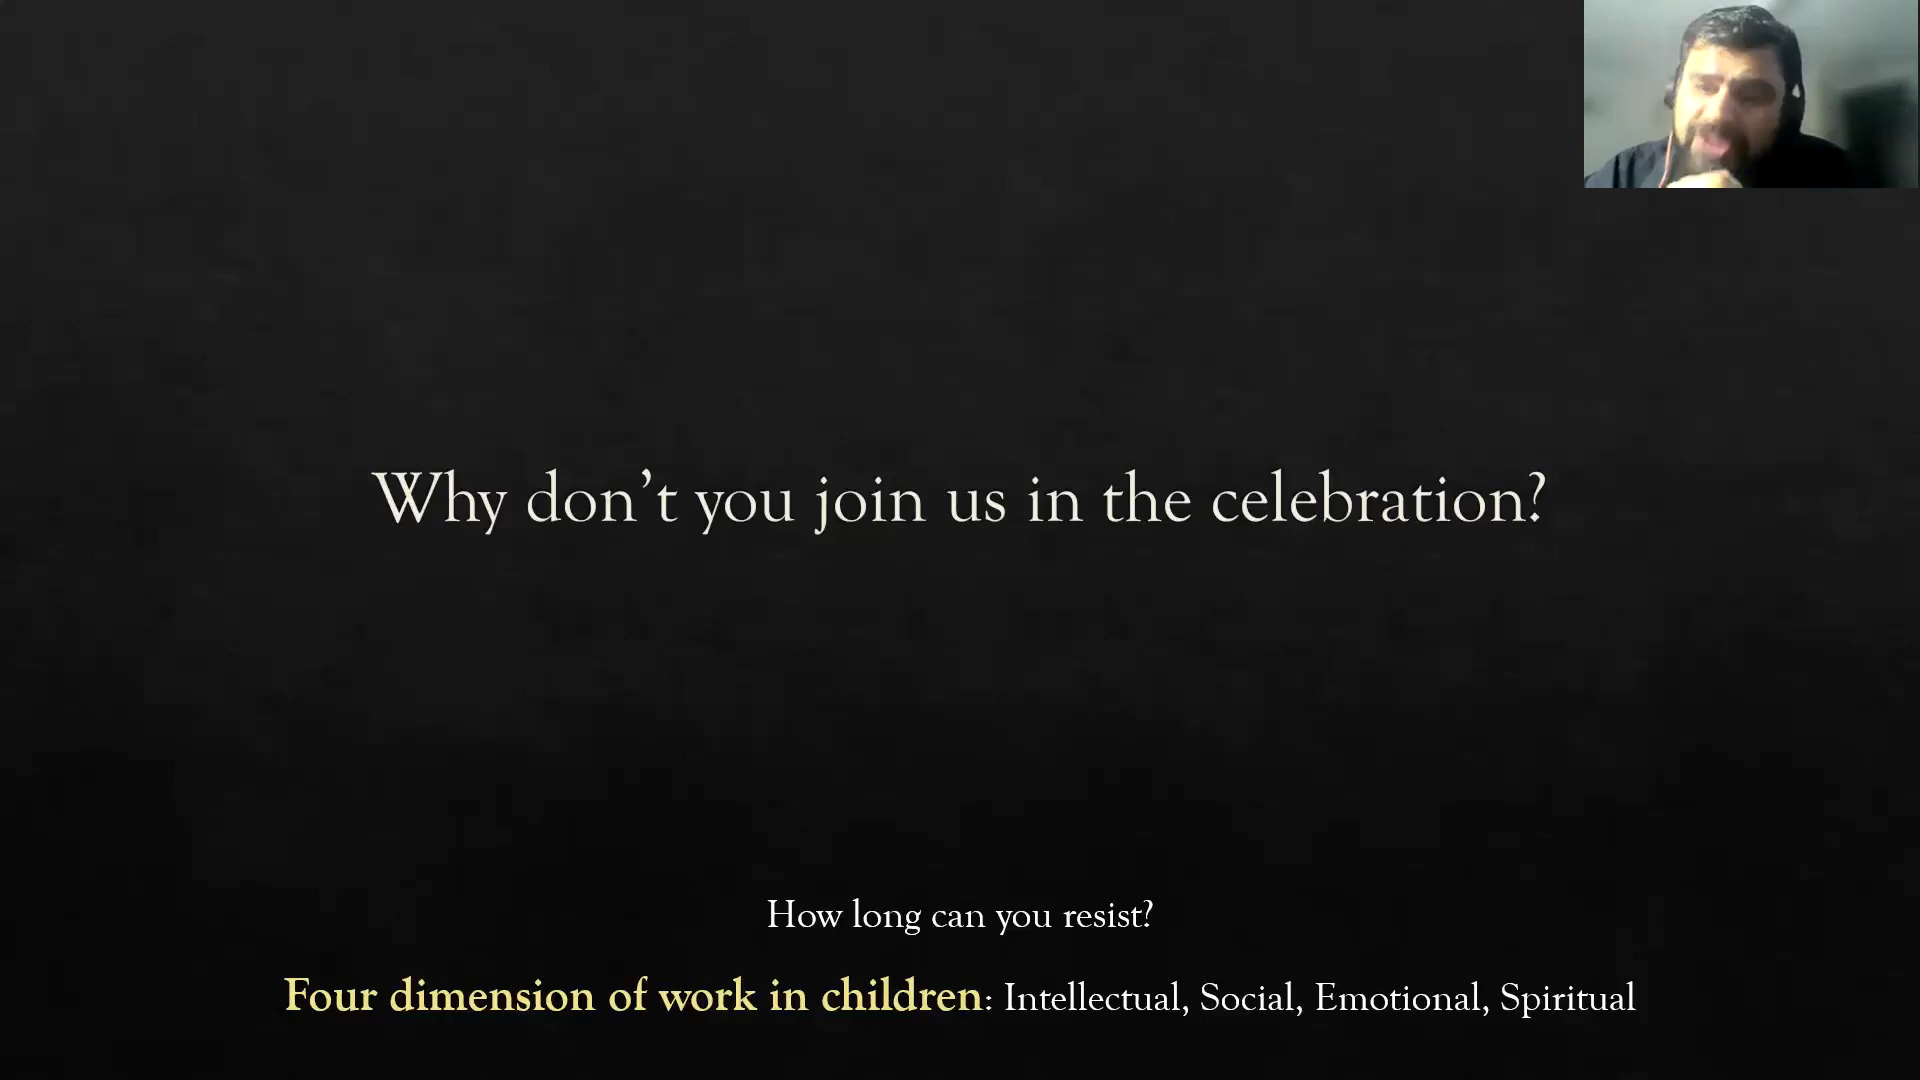 Why don’t you join us in the celebration?
How long can you resist?
Four dimension of work in children: Intellectual, Social, Emotional, Spiritual